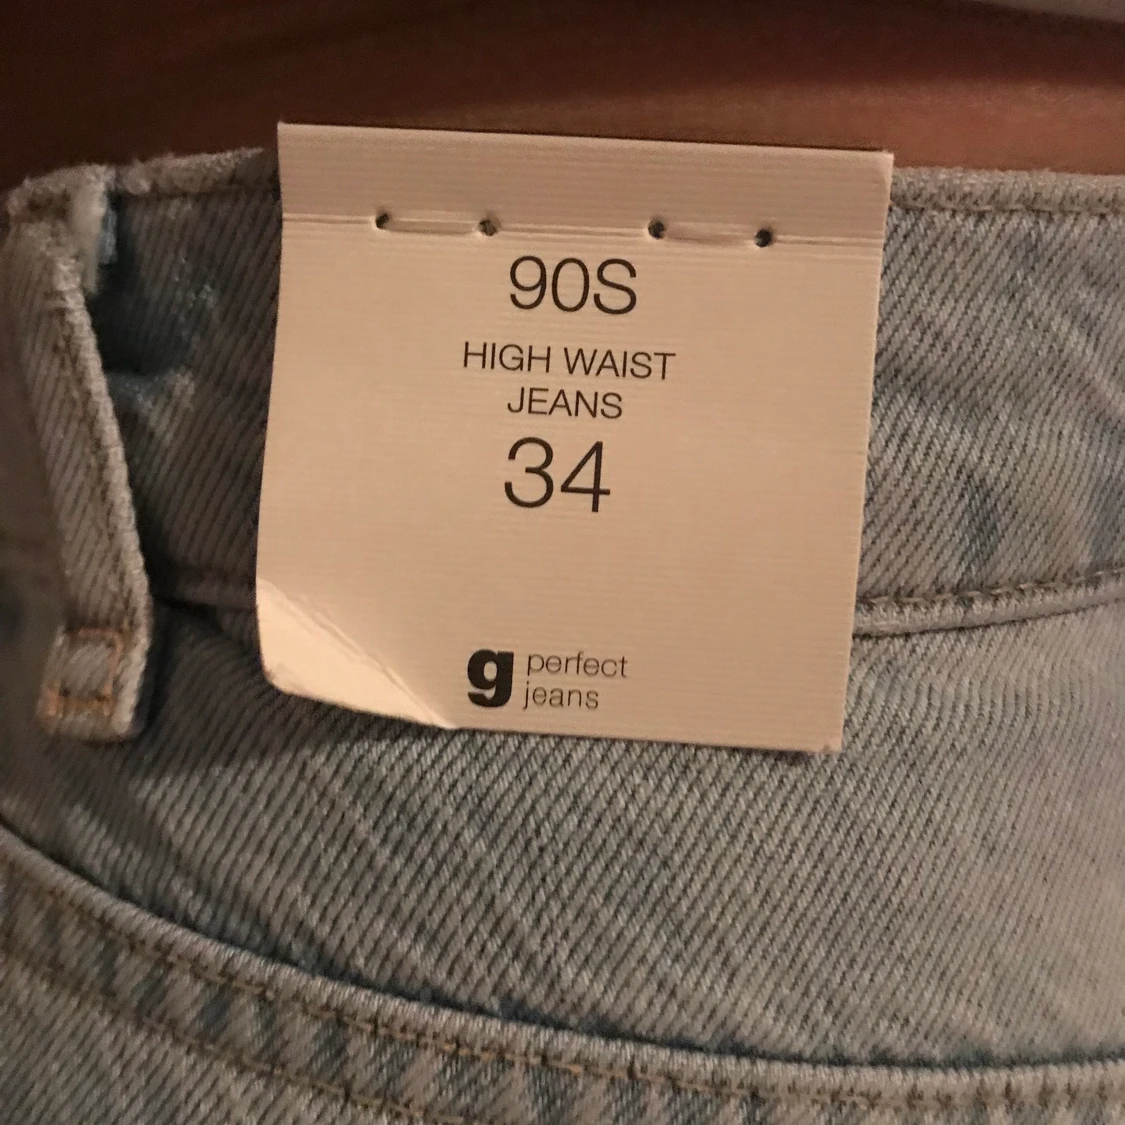 90S
HIGH WAIST
JEANS
34
g perfect
jeans